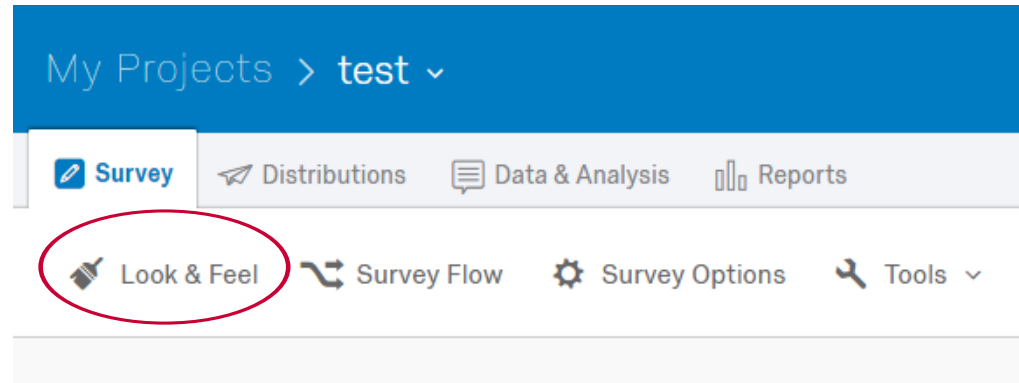 My Projects > test
Survey Distributions Data & Analysis Reports
Look & Feel Survey Flow Survey Options Tools